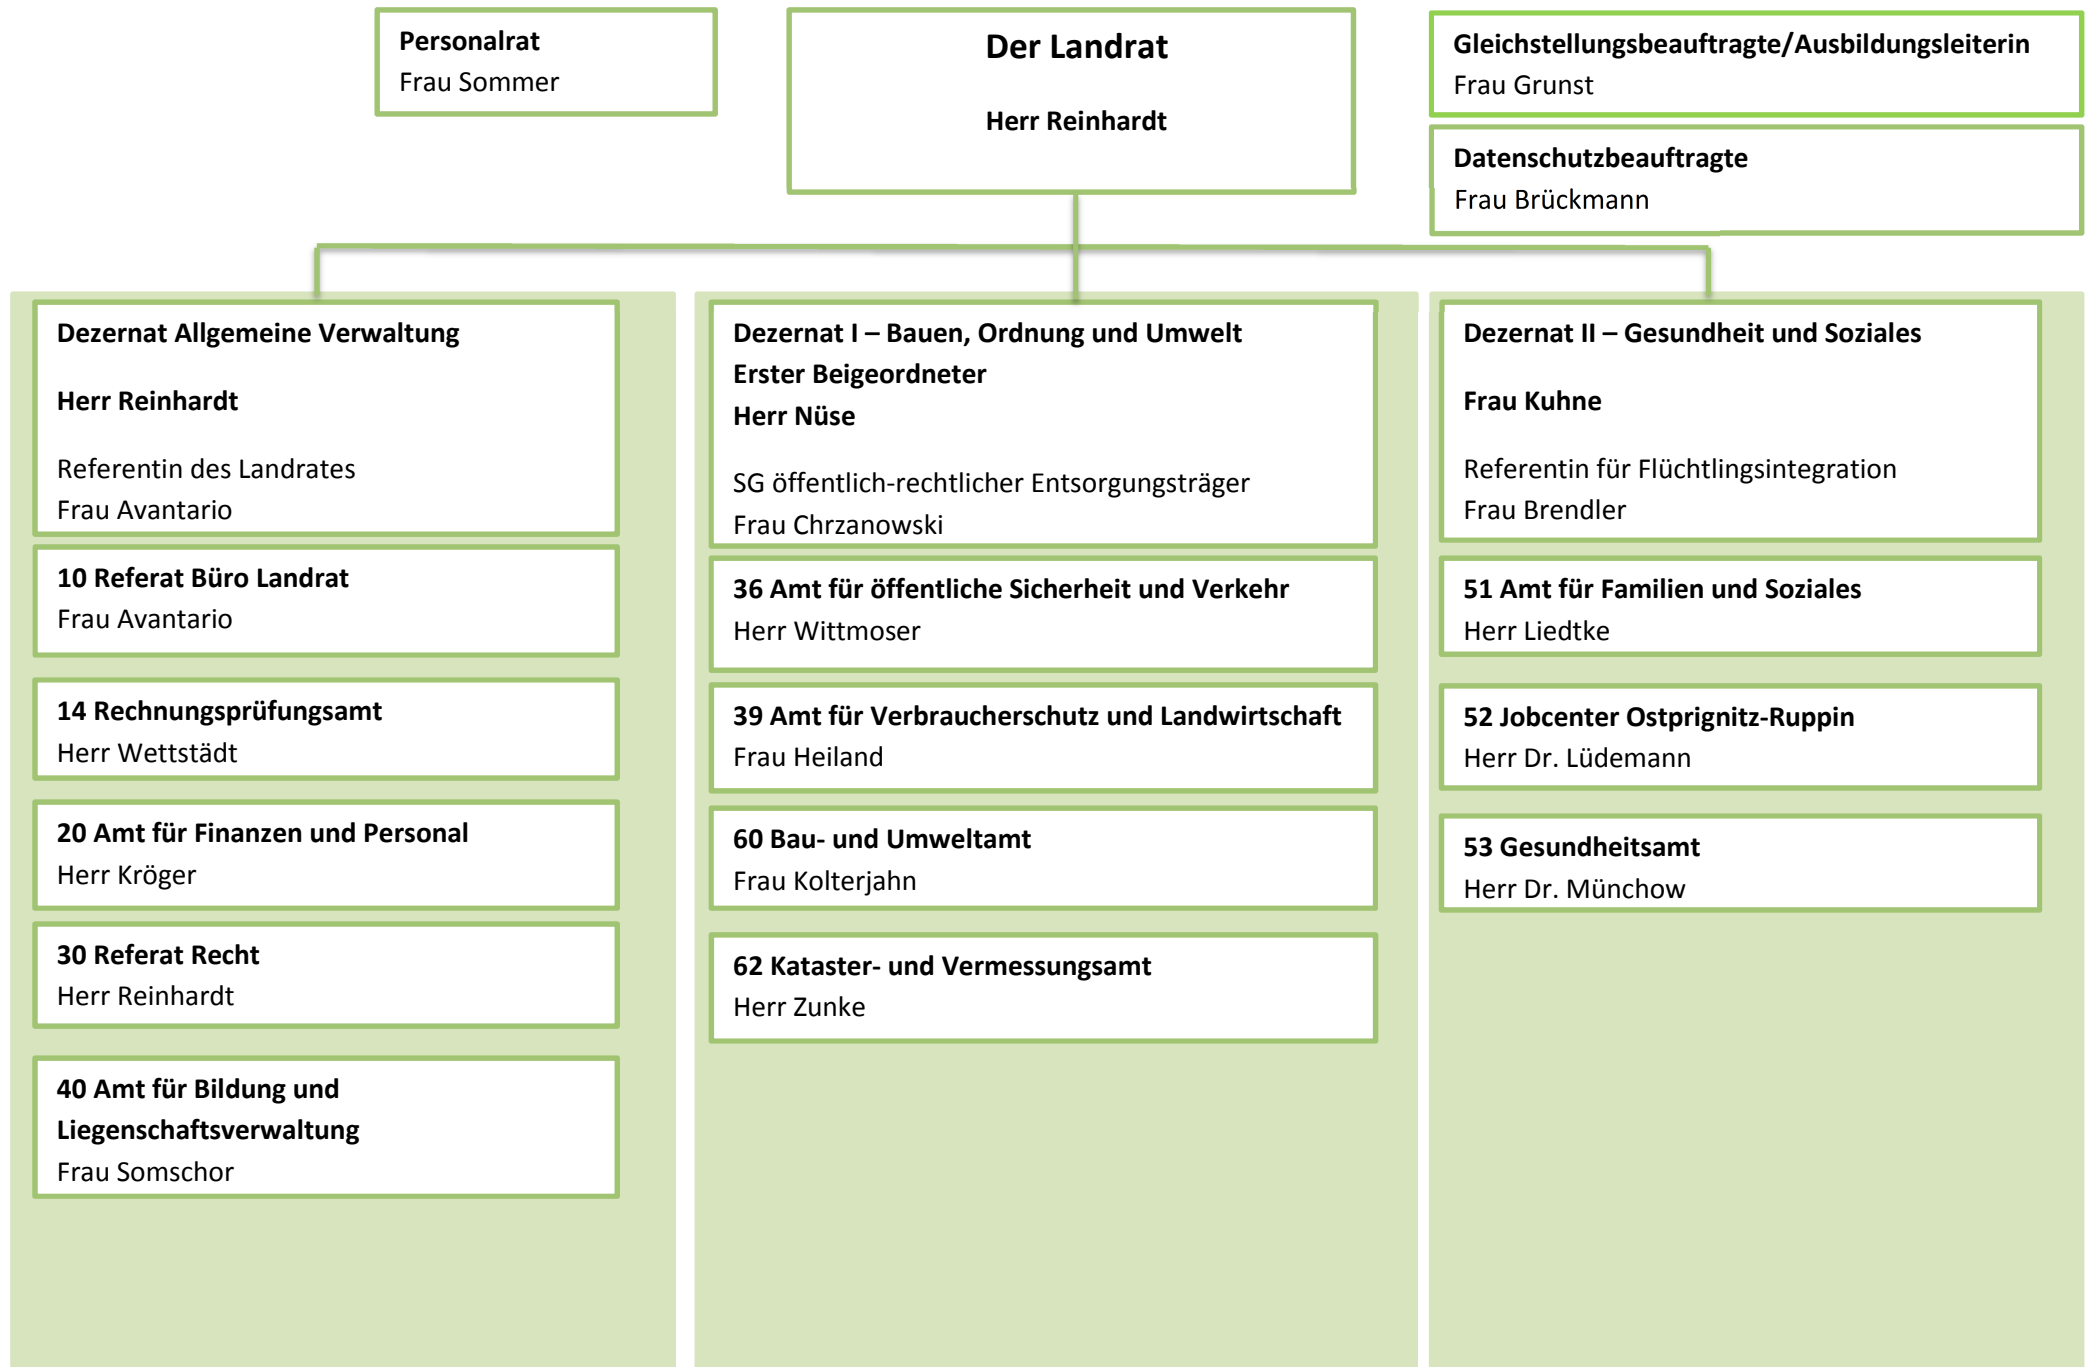 Personalrat
Frau Sommer
Der Landrat
Herr Reinhardt
Gleichstellungsbeauftragte/Ausbildungsleiterin
Frau Grunst
Datenschutzbeauftragte
Frau Brückmann
Dezernat Allgemeine Verwaltung
Herr Reinhardt
Referentin des Landrates
Frau Avantario
10 Referat Büro Landrat
Frau Avantario
14 Rechnungsprüfungsamt
Herr Wettstädt
20 Amt für Finanzen und Personal
Herr Kröger
30 Referat Recht
Herr Reinhardt
40 Amt für Bildung und
Liegenschaftsverwaltung
Frau Somschor
Dezernat I – Bauen, Ordnung und Umwelt
Erster Beigeordneter
Herr Nüse
SG öffentlich-rechtlicher Entsorgungsträger
Frau Chrzanowski
36 Amt für öffentliche Sicherheit und Verkehr
Herr Wittmoser
39 Amt für Verbraucherschutz und Landwirtschaft
Frau Heiland
60 Bau- und Umweltamt
Frau Kolterjahn
62 Kataster- und Vermessungsamt
Herr Zunke
Dezernat II – Gesundheit und Soziales
Frau Kuhne
Referentin für Flüchtlingsintegration
Frau Brendler
51 Amt für Familien und Soziales
Herr Liedtke
52 Jobcenter Ostprignitz-Ruppin
Herr Dr. Lüdemann
53 Gesundheitsamt
Herr Dr. Münchow